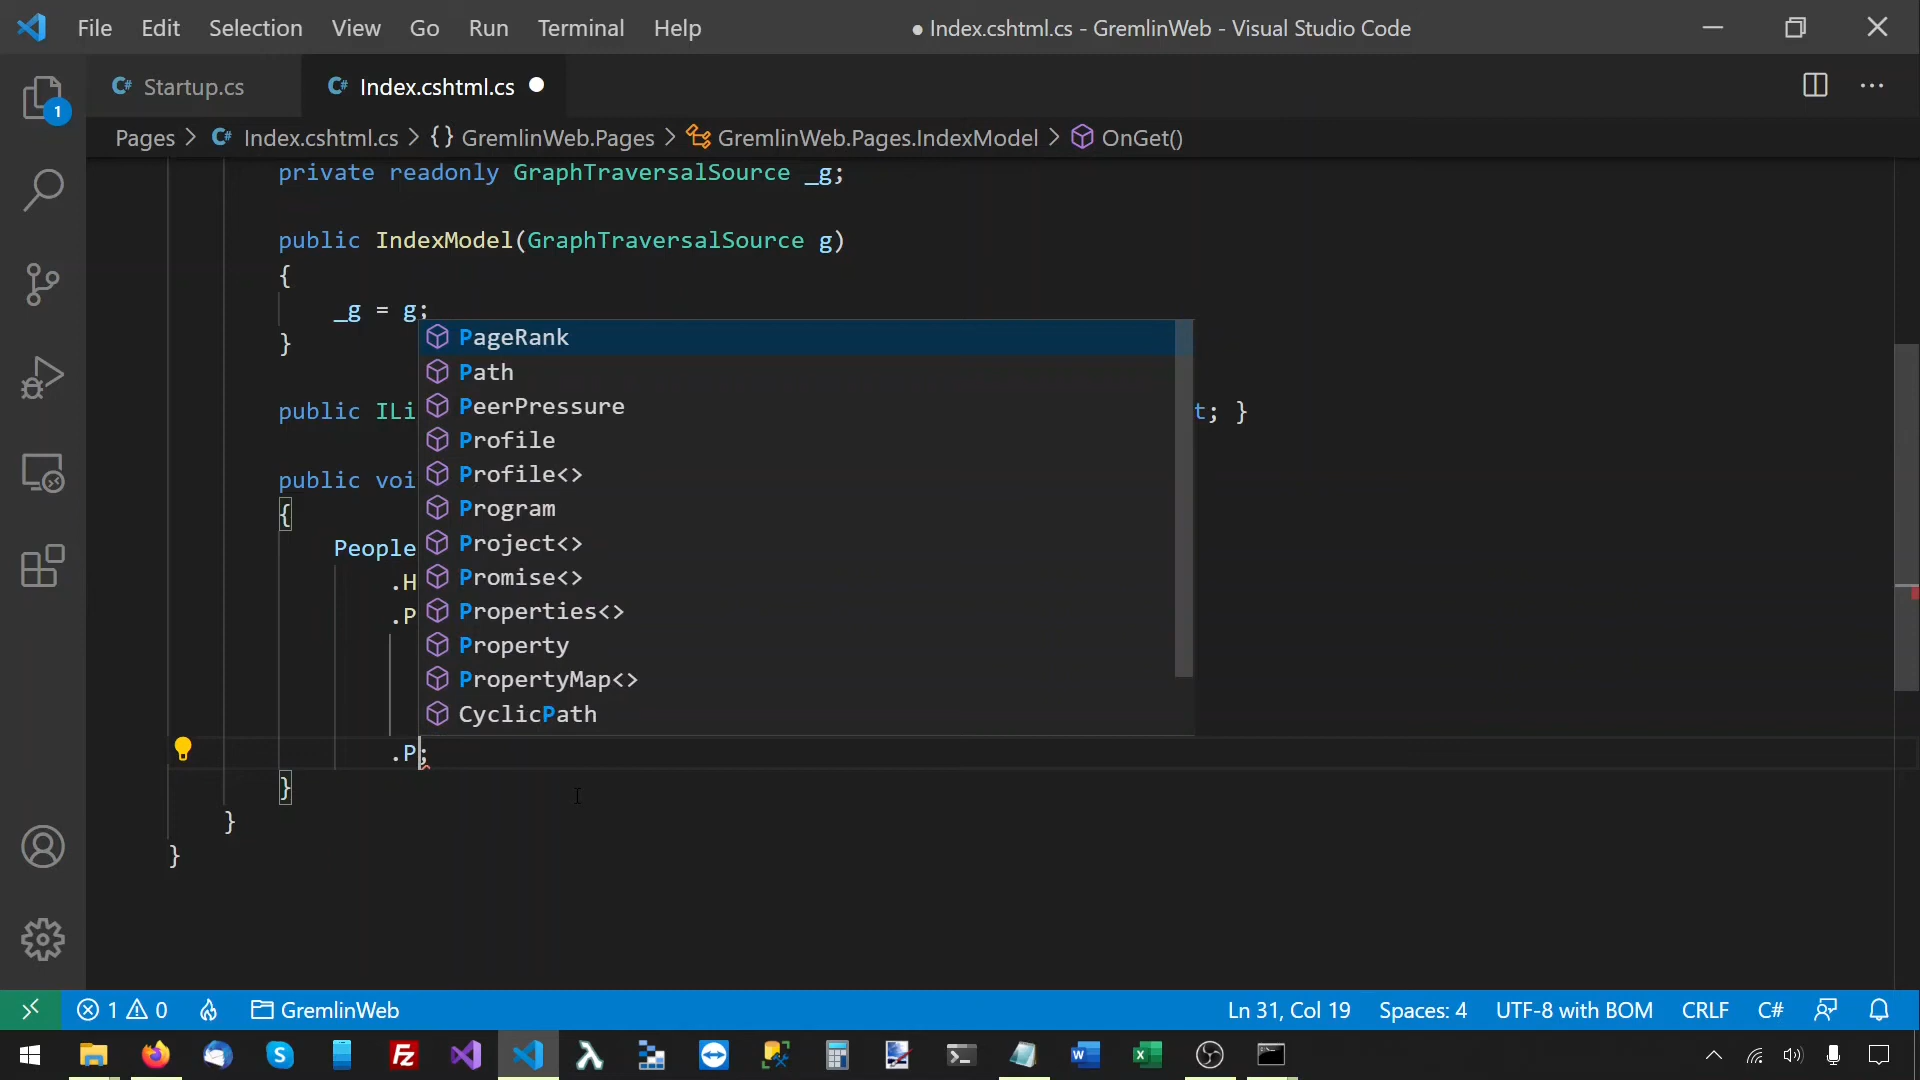 File Edit Selection View Go Run Terminal Help
● Index.cshtml.cs - GremlinWeb - Visual Studio Code
C# Startup.cs
C# Index.cshtml.cs ●
1
Pages > C# Index.cshtml.cs > {} GremlinWeb.Pages > GremlinWeb.Pages.IndexModel > OnGet()
private readonly GraphTraversalSource _g;
public IndexModel(GraphTraversalSource g)
{
_g = g;
}
PageRank
Path
PeerPressure
public ILi t; }
Profile
Profile<>
public voi
Program
{
Project<>
People
Promise<>
.H
Properties<>
.P
Property
PropertyMap<>
CyclicPath
.P;
}
}
}
1 0 GremlinWeb
Ln 31, Col 19 Spaces: 4 UTF-8 with BOM CRLF C#